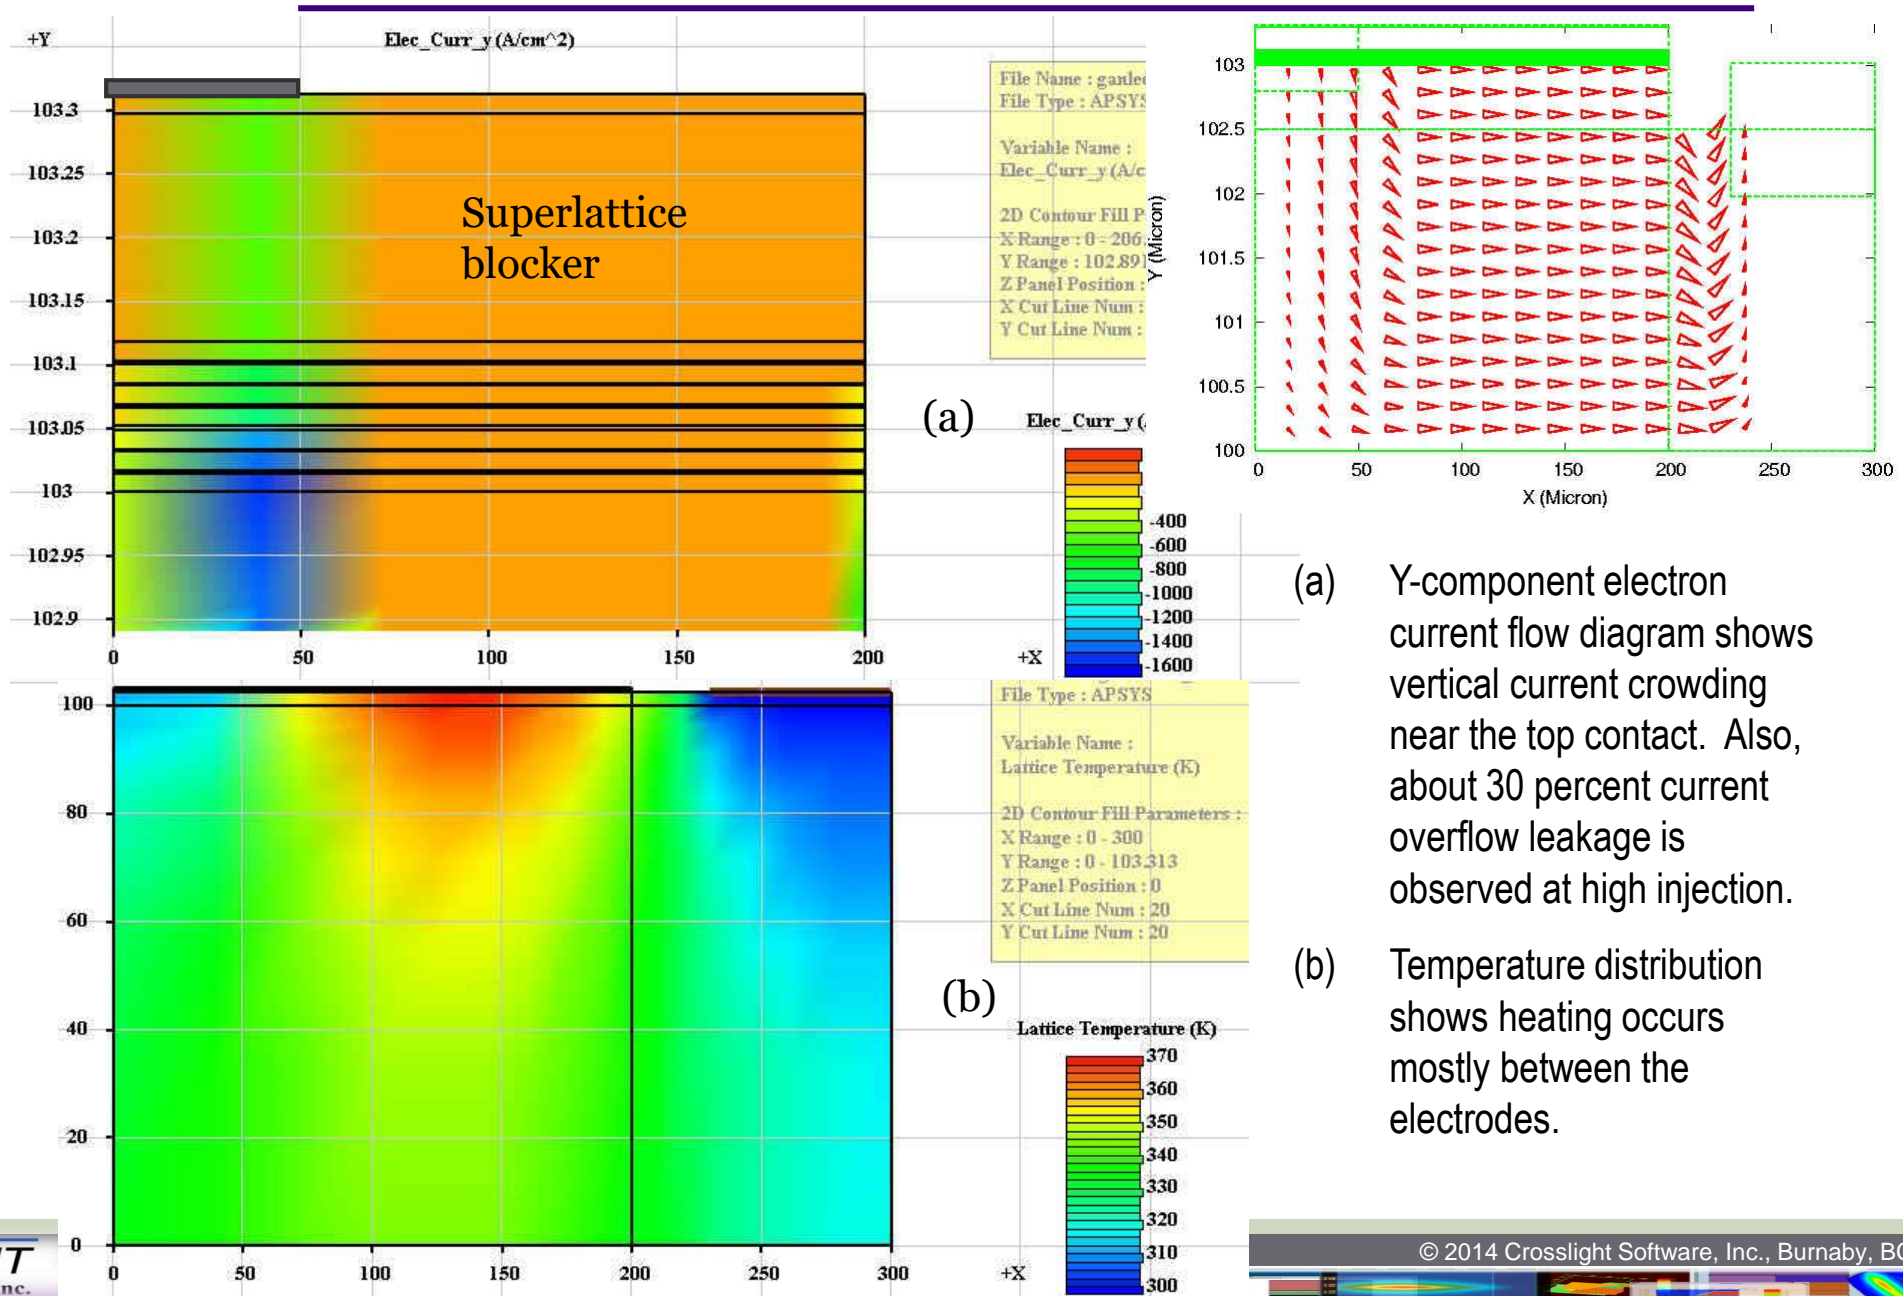 +Y
Elec_Curr_y (A/cm^2)
103.3
103.25
103.2
103.15
103.1
103.05
103
102.95
102.9
Superlattice
blocker
0 50 100 150 200 +X
File Name :
File Type : APSYS
Variable Name :
Elec_Curr_y
2D Contour Fill
X Range : 0 - 206.
Y Range : 102.891
Z Panel Position :
X Cut Line Num :
Y Cut Line Num :
(a)
Elec_Curr_y
-400
-600
-800
-1000
-1200
-1400
-1600
103
102.5
102
101.5
101
100.5
100
Y (Micron)
0 50 100 150 200 250 300
X (Micron)
(a) Y-component electron
current flow diagram shows
vertical current crowding
near the top contact. Also,
about 30 percent current
overflow leakage is
observed at high injection.
(b) Temperature distribution
shows heating occurs
mostly between the
electrodes.
100
80
60
40
20
0
0 50 100 150 200 250 300 +X
File Type : APSYS
Variable Name :
Lattice Temperature (K)
2D Contour Fill Parameters :
X Range : 0 - 300
Y Range : 0 - 103.313
Z Panel Position : 0
X Cut Line Num : 20
Y Cut Line Num : 20
(b)
Lattice Temperature (K)
370
360
350
340
330
320
310
300
© 2014 Crosslight Software, Inc., Burnaby, BC